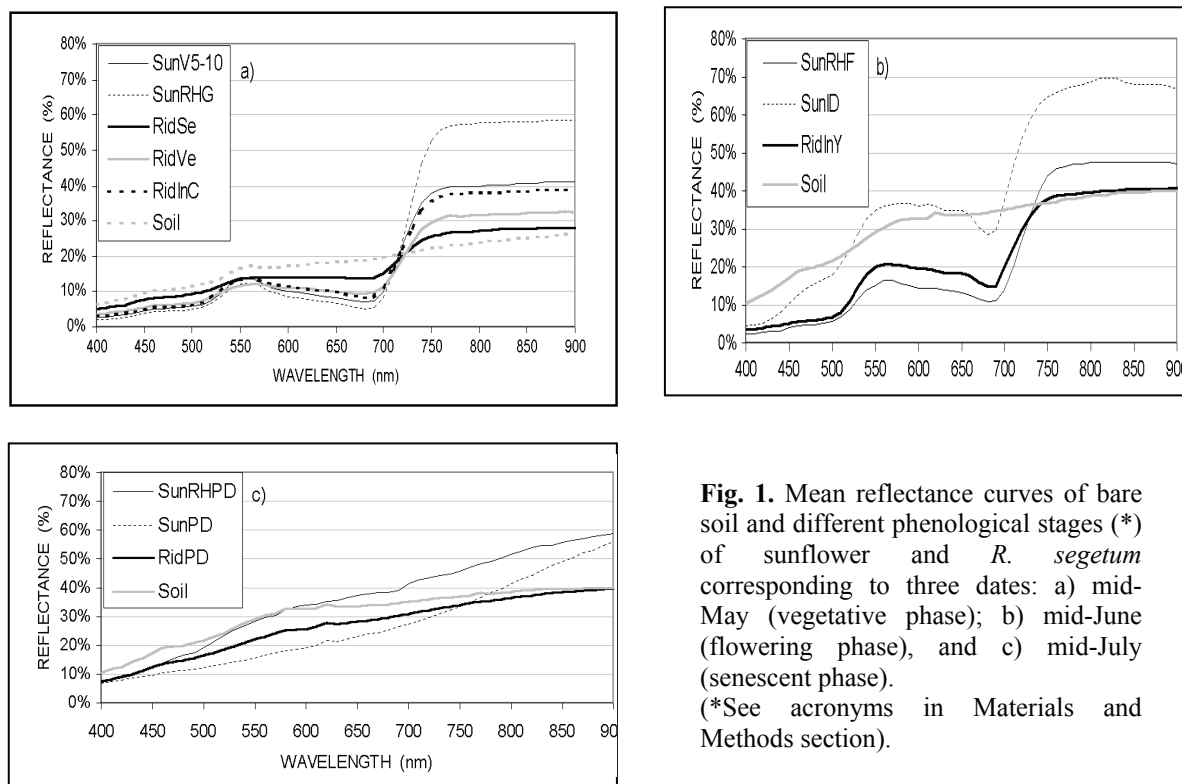 80%
70%
60%
50%
40%
30%
20%
10%
0%
REFLECTANCE (%)
SunV5-10
SunRHG
RidSe
RidVe
RidInC
Soil
a)
400 450 500 550 600 650 700 750 800 850 900
WAVELENGTH (nm)
80%
70%
60%
50%
40%
30%
20%
10%
0%
REFLECTANCE (%)
SunRHF
SunID
RidInY
Soil
b)
400 450 500 550 600 650 700 750 800 850 900
80%
70%
60%
50%
40%
30%
20%
10%
0%
REFLECTANCE (%)
SunRHPD
SunPD
RidPD
Soil
c)
400 450 500 550 600 650 700 750 800 850 90
WAVELENGTH (nm)
Fig. 1. Mean reflectance curves of bare
soil and different phenological stages (*)
of sunflower and R. segetum
corresponding to three dates: a) mid-
May (vegetative phase); b) mid-June
(flowering phase), and c) mid-July
(senescent phase).
(*See acronyms in Materials and
Methods section).